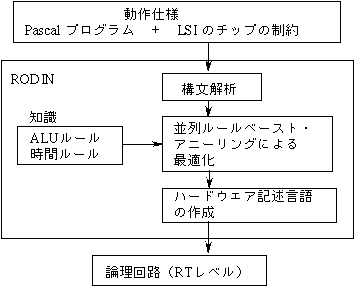 動作仕様
Pascal プログラム + LSI のチップの制約
RODIN
構文解析
知識
ALUルール
時間ルール
並列ルールベースト・
アニーリングによる
最適化
ハードウエア記述言語
の作成
論理回路(RTレベル)